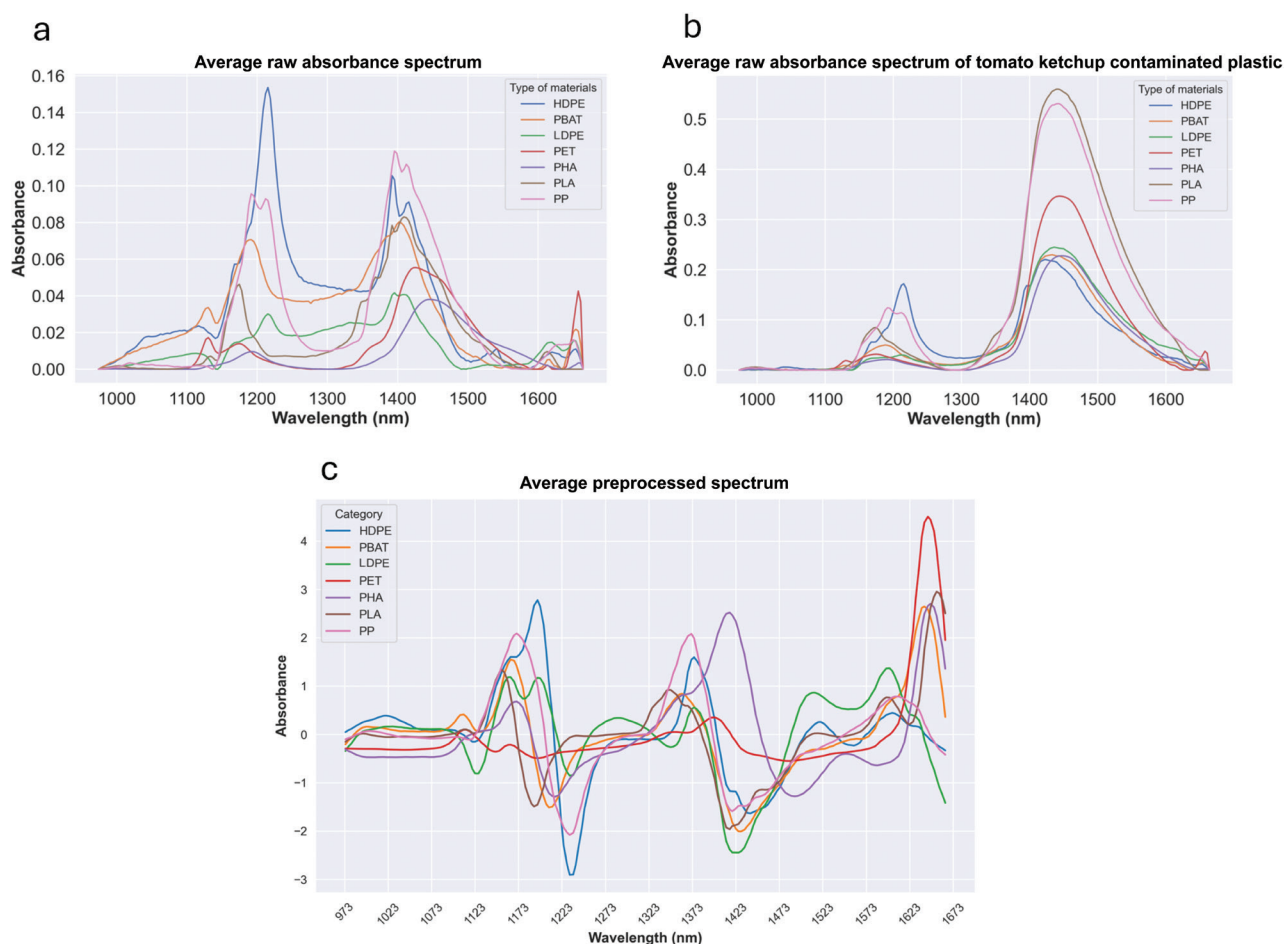 a
Average raw absorbance spectrum
0.16
0.14
0.12
0.10
0.08
0.06
0.04
0.02
0.00
Absorbance
Type of materials
HDPE
PBAT
LDPE
PET
PHA
PLA
PP
1000 1100 1200 1300 1400 1500 1600
Wavelength (nm)
b
Average raw absorbance spectrum of tomato ketchup contaminated plastic
0.5
0.4
0.3
0.2
0.1
0.0
Absorbance
Type of materials
HDPE
PBAT
LDPE
PET
PHA
PLA
PP
1000 1100 1200 1300 1400 1500 1600
Wavelength (nm)
c
Average preprocessed spectrum
Category
HDPE
PBAT
LDPE
PET
PHA
PLA
PP
4
3
2
1
0
−1
−2
−3
Absorbance
973 1023 1073 1123 1173 1223 1273 1323 1373 1423 1473 1523 1573 1623 1673
Wavelength (nm)